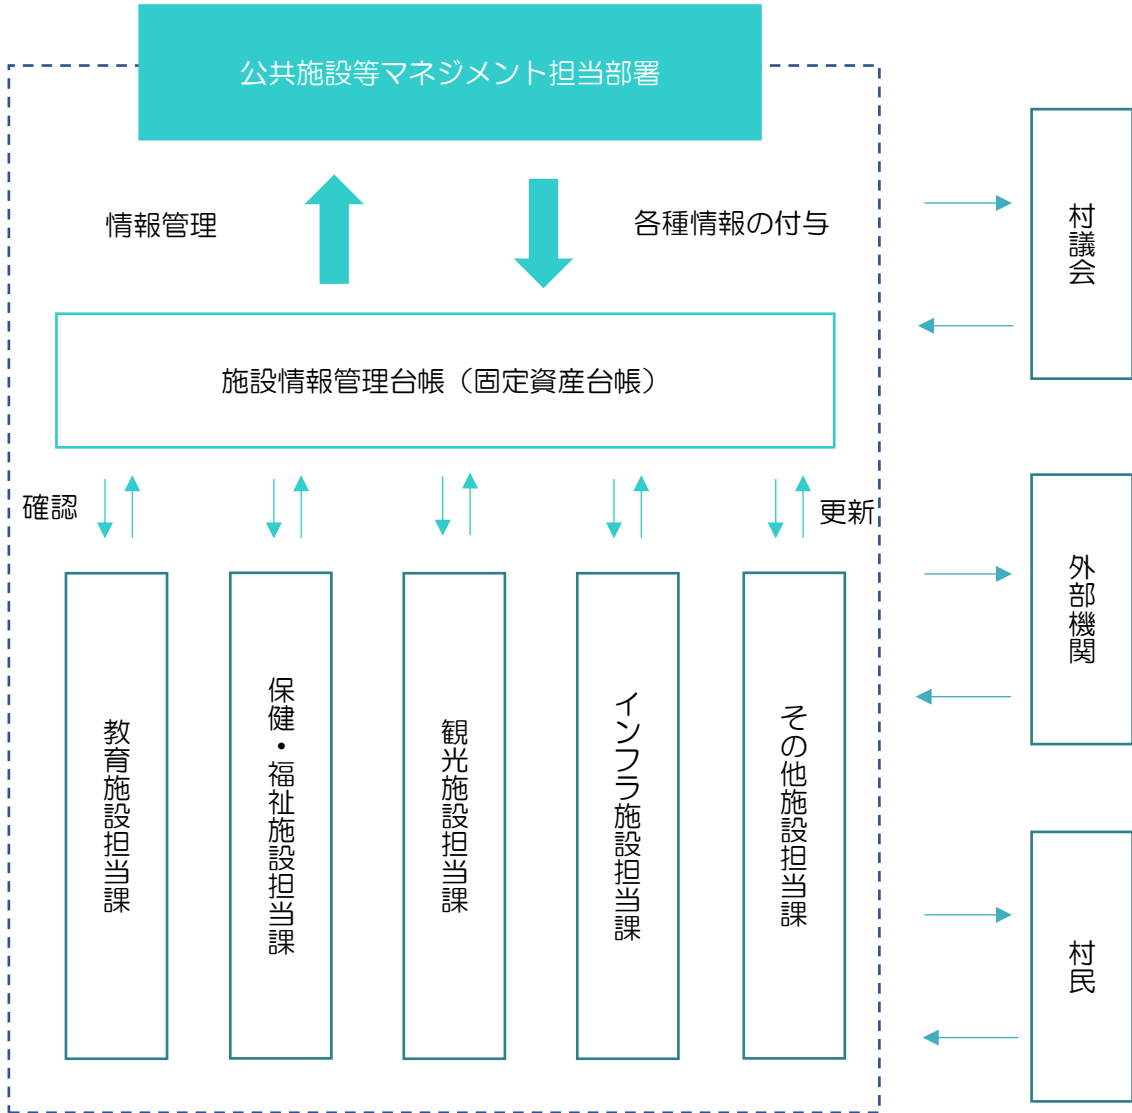 公共施設等マネジメント担当部署
情報管理
各種情報の付与
施設情報管理台帳（固定資産台帳）
確認
更新
教育施設担当課
保健・福祉施設担当課
観光施設担当課
インフラ施設担当課
その他施設担当課
村議会
外部機関
村民